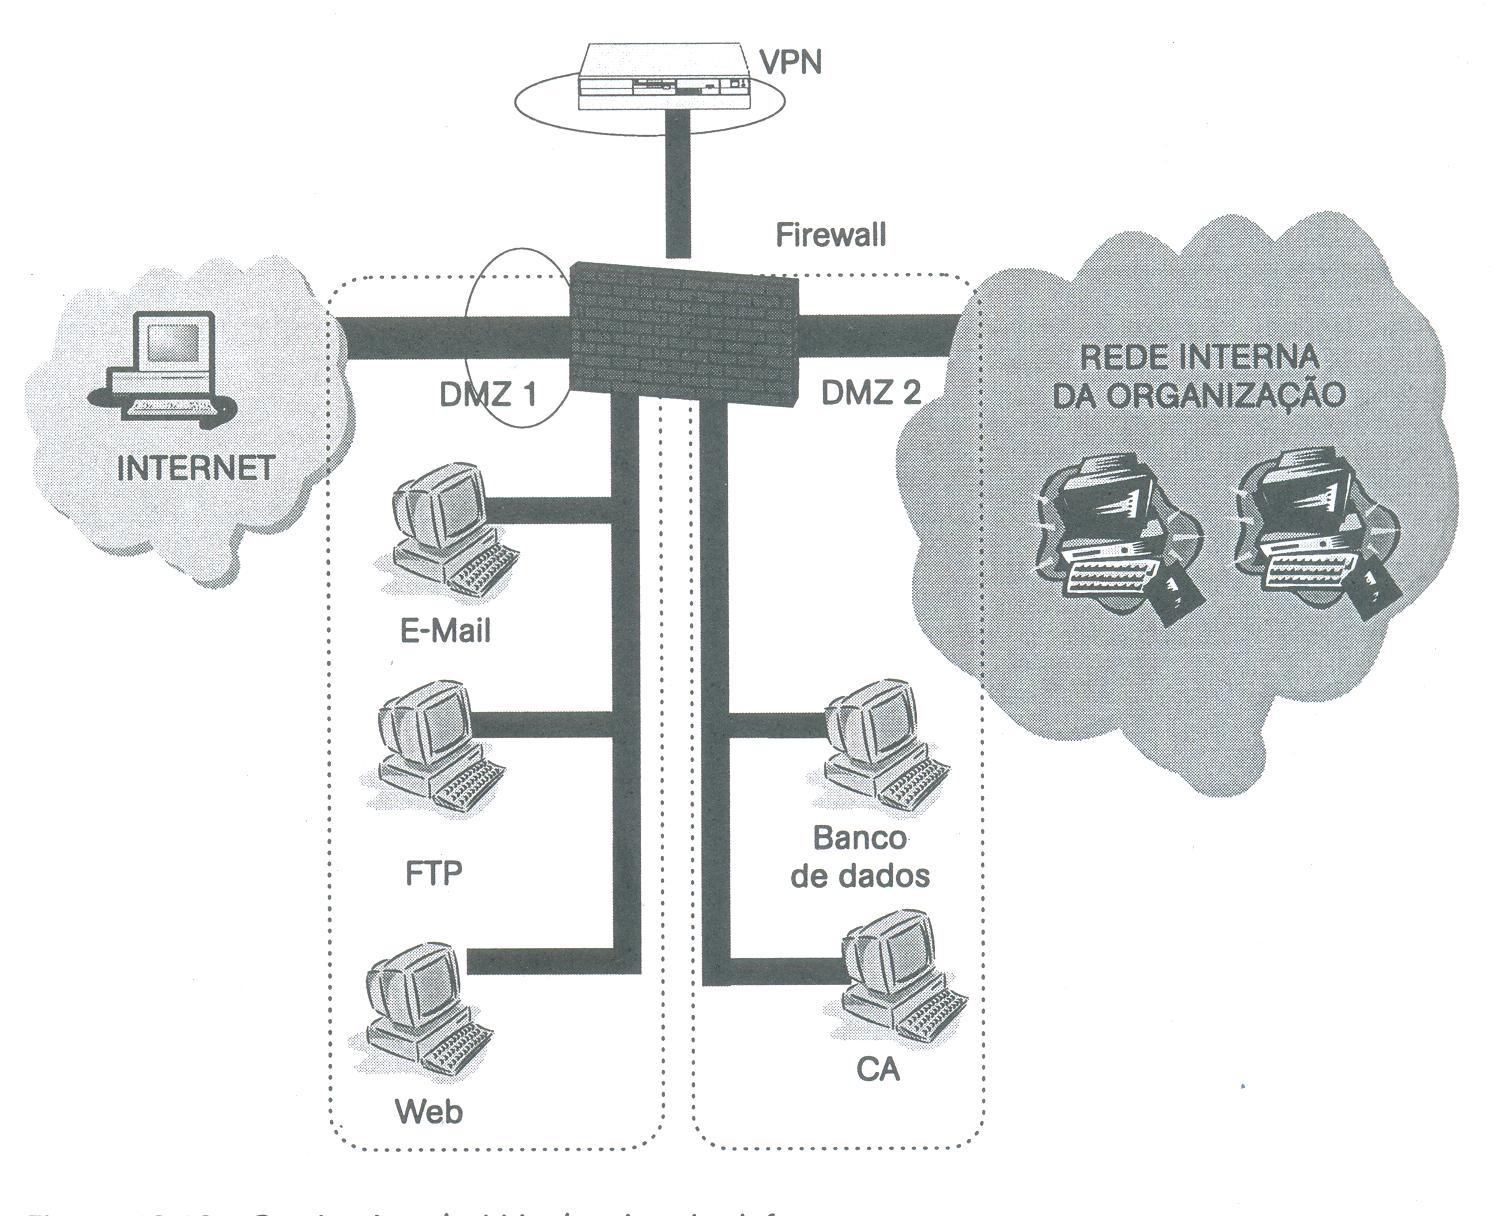 VPN
Firewall
DMZ 1
DMZ 2
INTERNET
REDE INTERNA
DA ORGANIZAÇÃO
E-Mail
FTP
Banco
de dados
Web
CA